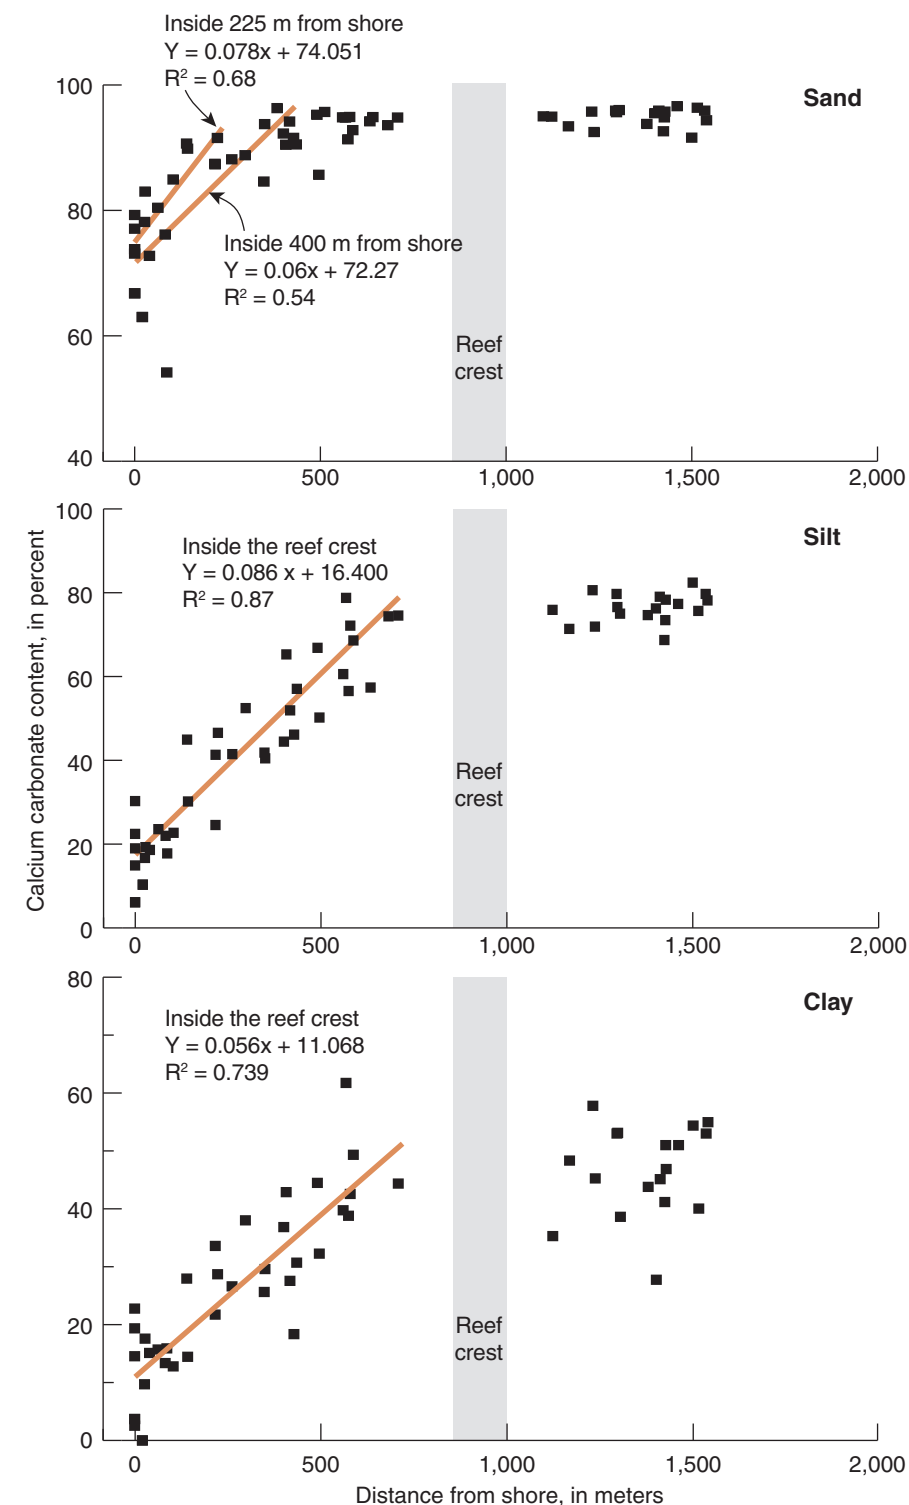 Inside 225 m from shore
Y = 0.078x + 74.051
R² = 0.68
100
Sand
80
Inside 400 m from shore
Y = 0.06x + 72.27
R² = 0.54
60
Reef
crest
40
0 500 1,000 1,500 2,000
Calcium carbonate content, in percent
100
Silt
Inside the reef crest
Y = 0.086 x + 16.400
R² = 0.87
80
60
40
Reef
crest
20
0
0 500 1,000 1,500 2,000
80
Clay
Inside the reef crest
Y = 0.056x + 11.068
R² = 0.739
60
40
20
Reef
crest
0
0 500 1,000 1,500 2,000
Distance from shore, in meters